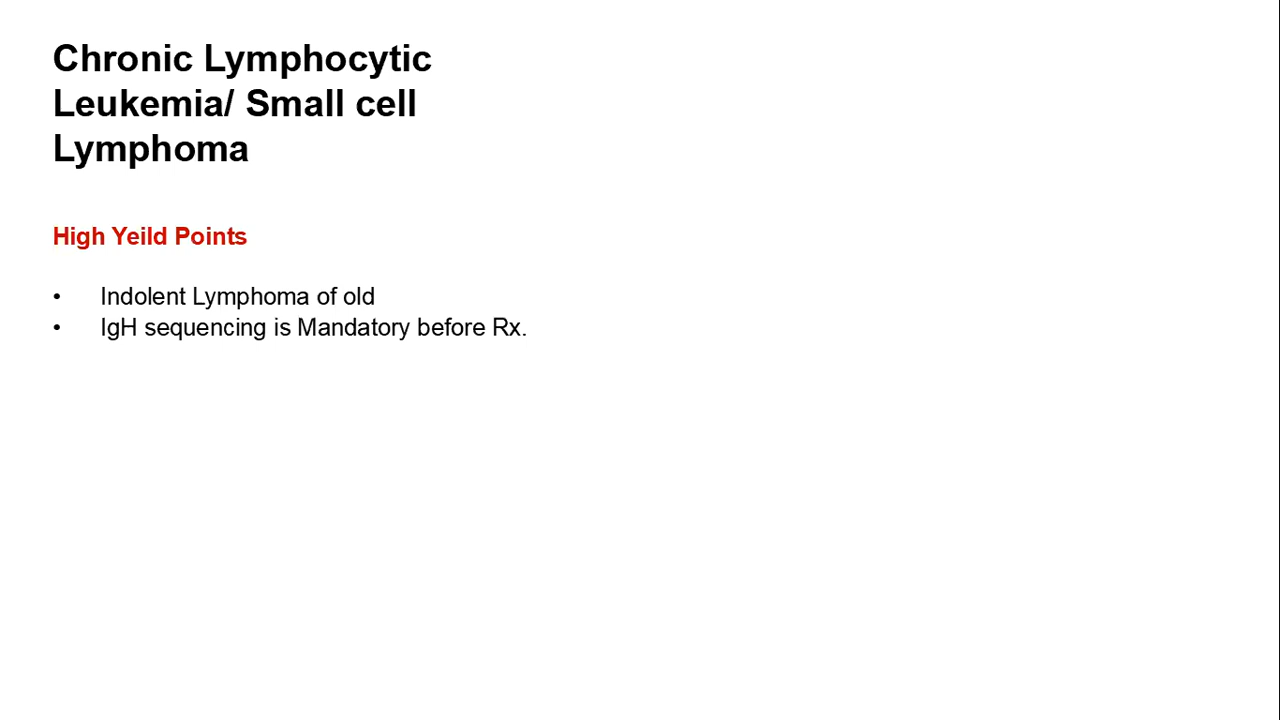 Chronic Lymphocytic
Leukemia/ Small cell
Lymphoma
High Yeild Points
• Indolent Lymphoma of old
• IgH sequencing is Mandatory before Rx.